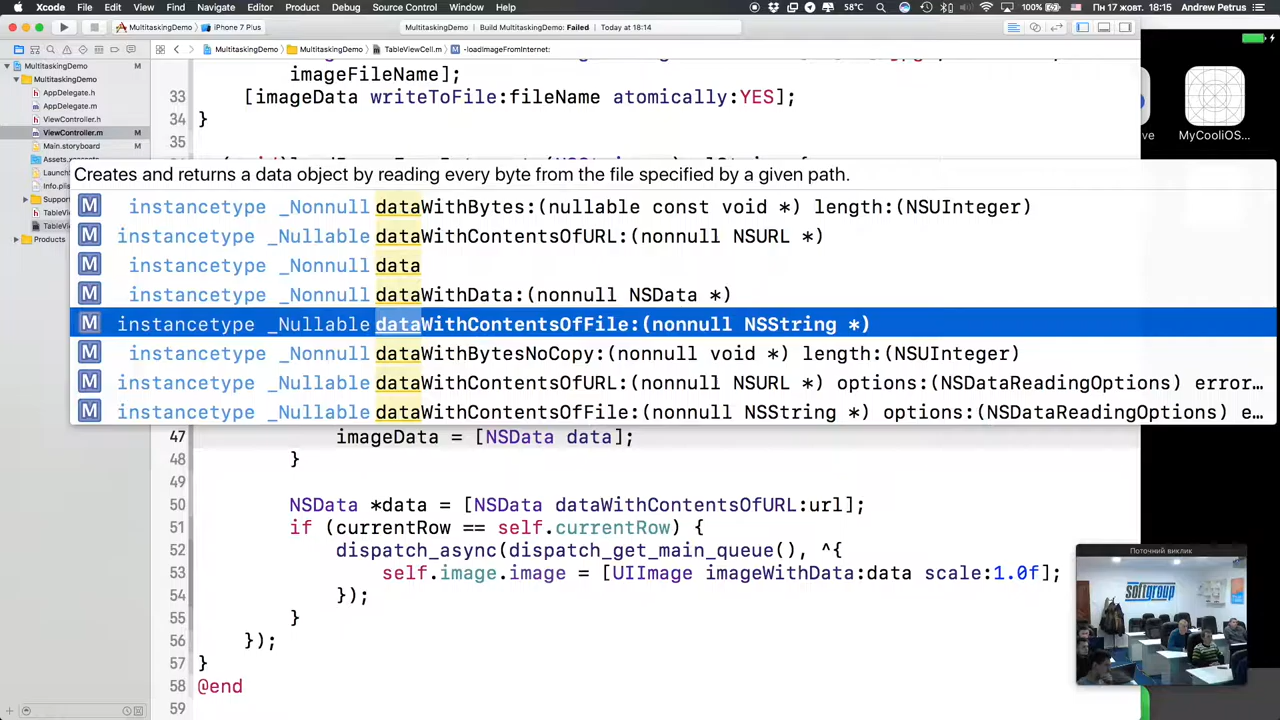 Xcode File Edit View Find Navigate Editor Product Debug Source Control Window Help
58°C 100% Пт 17 жовт. 18:15 Andrew Petrus
MultitaskingDemo iPhone 7 Plus
MultitaskingDemo Build MultitaskingDemo: Failed Today at 18:14
MultitaskingDemo MultitaskingDemo TableViewCell.m M -loadImageFromInternet:
MultitaskingDemo M
MultitaskingDemo
AppDelegate.h
AppDelegate.m
ViewController.h
ViewController.m M
Main.storyboard M
Products
imageFileName];
33 [imageData writeToFile:fileName atomically:YES];
34 }
35
Creates and returns a data object by reading every byte from the file specified by a given path.
M instancetype _Nonnull dataWithBytes:(nullable const void *) length:(NSUInteger)
M instancetype _Nullable dataWithContentsOfURL:(nonnull NSURL *)
M instancetype _Nonnull data
M instancetype _Nonnull dataWithData:(nonnull NSData *)
M instancetype _Nullable dataWithContentsOfFile:(nonnull NSString *)
M instancetype _Nonnull dataWithBytesNoCopy:(nonnull void *) length:(NSUInteger)
M instancetype _Nullable dataWithContentsOfURL:(nonnull NSURL *) options:(NSDataReadingOptions) error…
M instancetype _Nullable dataWithContentsOfFile:(nonnull NSString *) options:(NSDataReadingOptions) e…
47 imageData = [NSData data];
48 }
49
50 NSData *data = [NSData dataWithContentsOfURL:url];
51 if (currentRow == self.currentRow) {
52 dispatch_async(dispatch_get_main_queue(), ^{
53 self.image.image = [UIImage imageWithData:data scale:1.0f];
54 });
55 }
56 });
57 }
58 @end
59
MyCooliOS...
Поточний виклик
softgroup